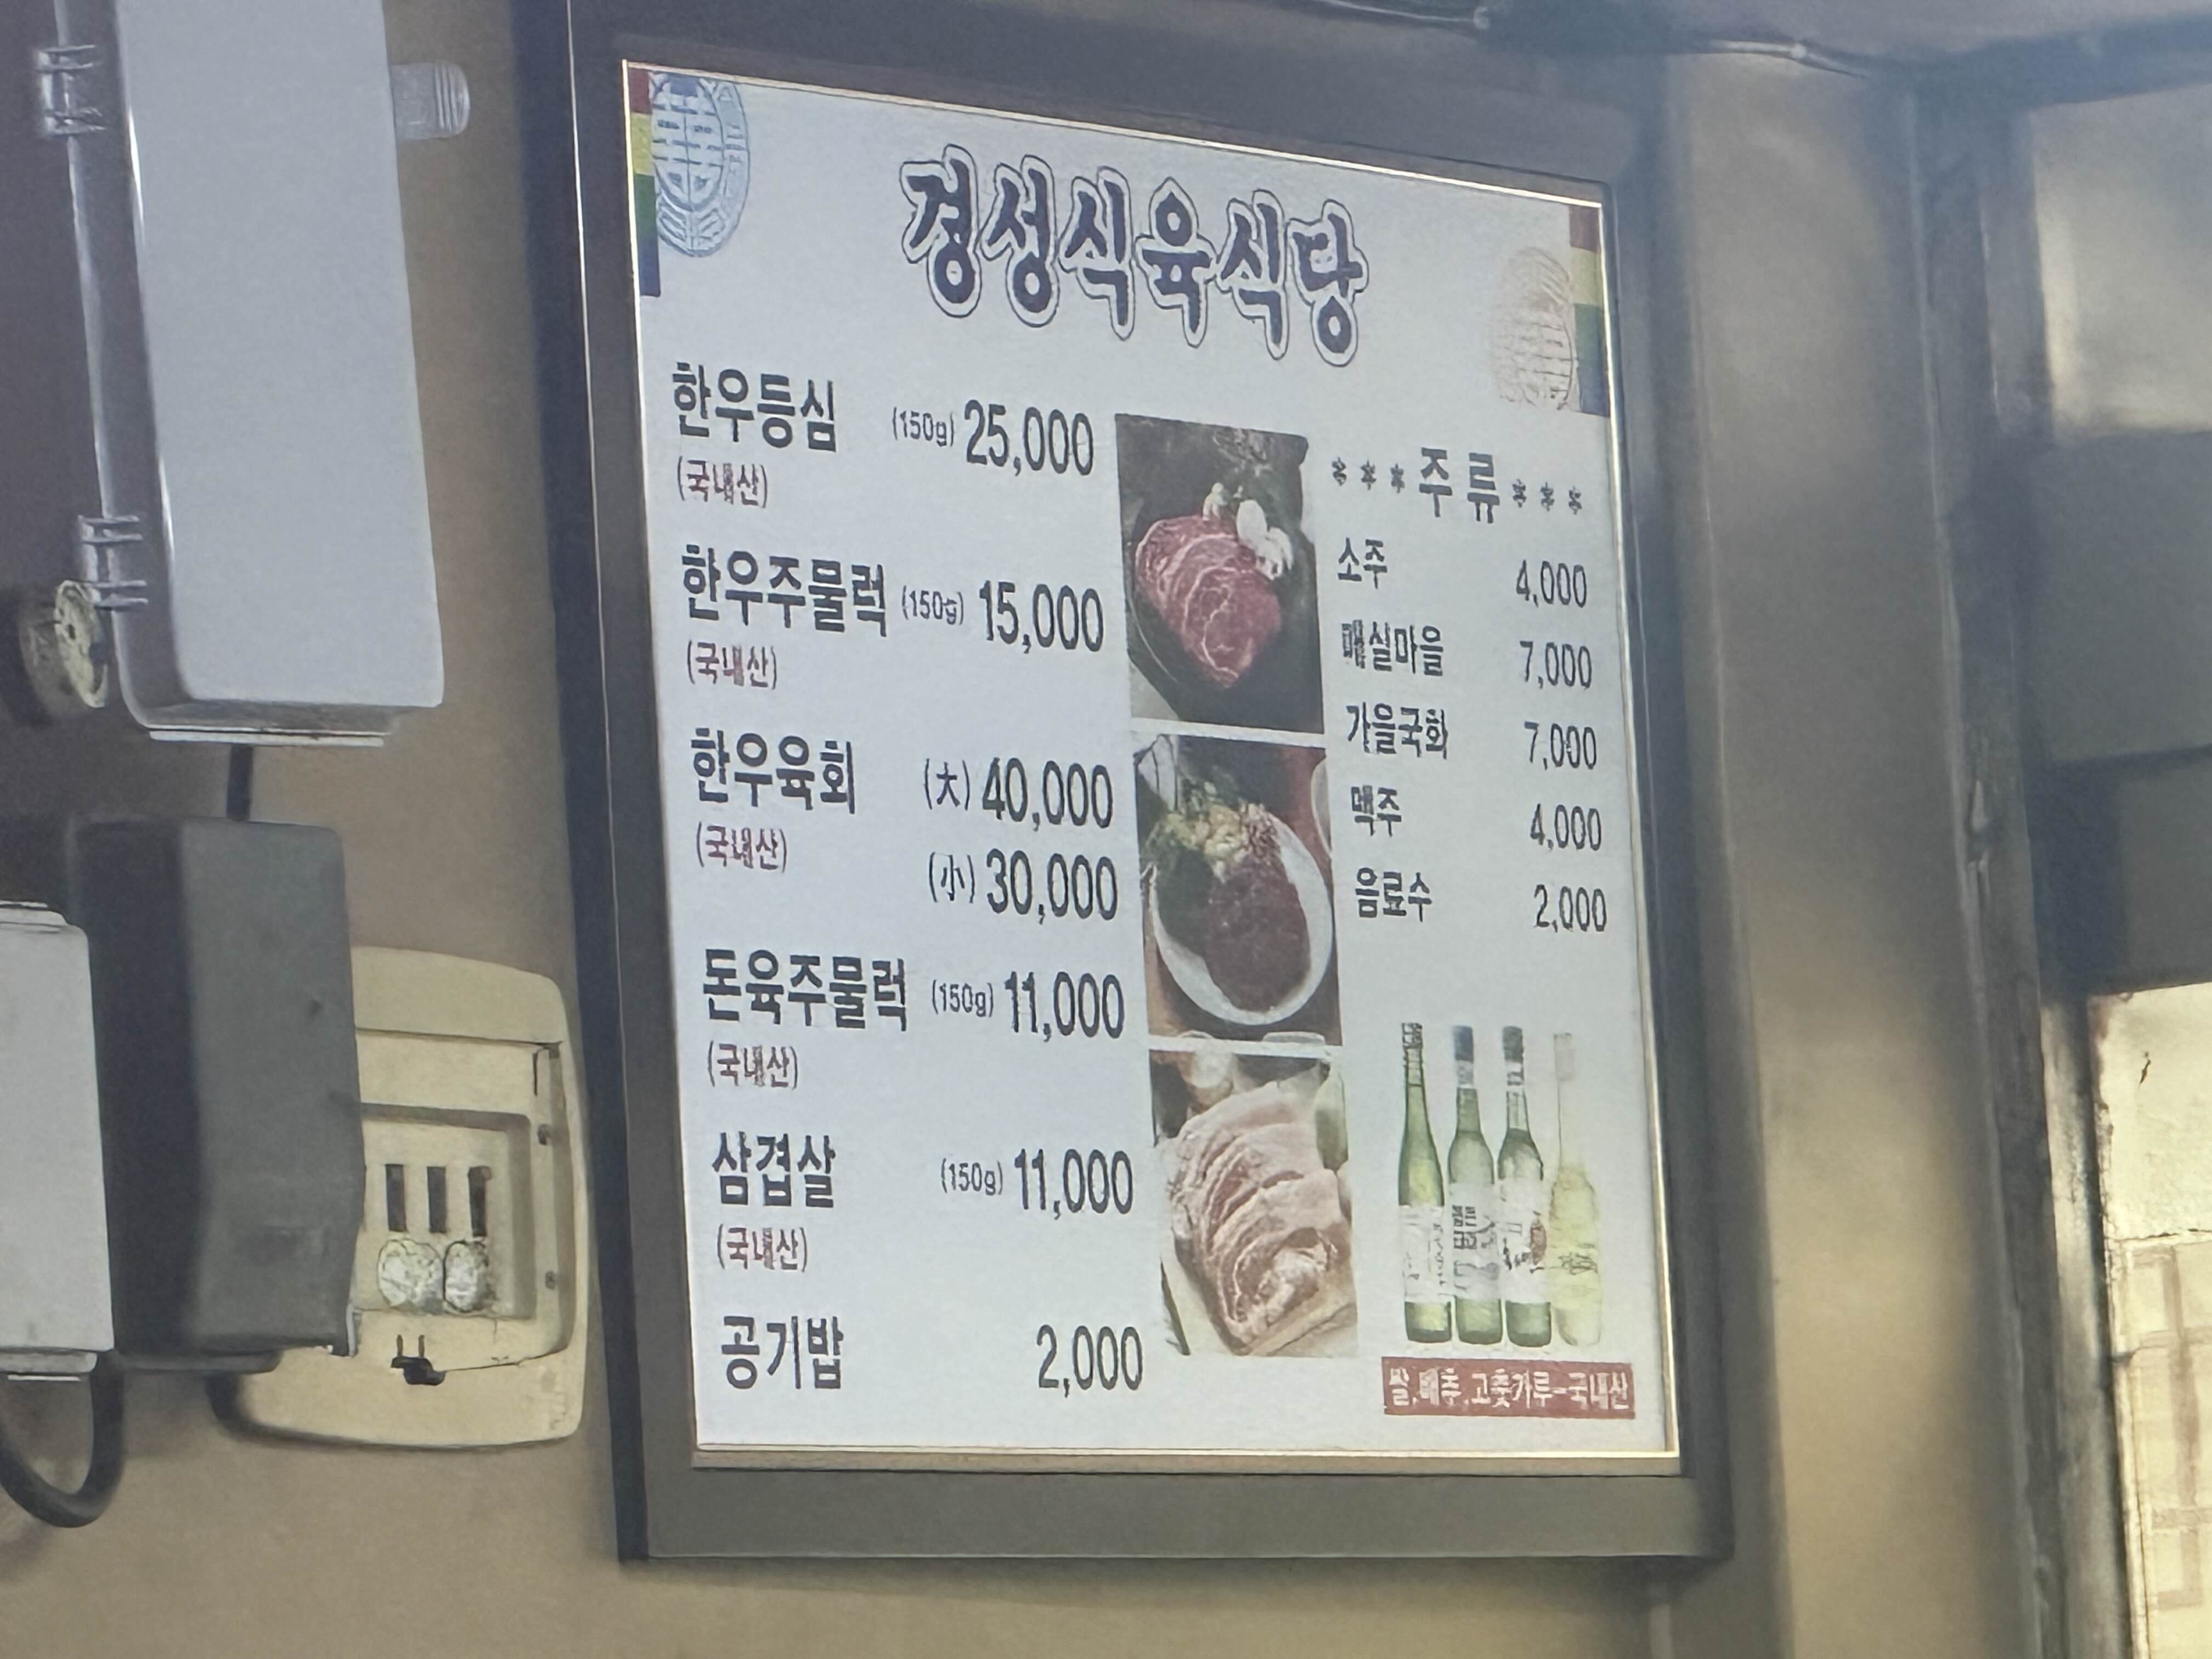 경성식육식당
한우등심 (150g) 25,000
(국내산)
한우주물럭 (150g) 15,000
(국내산)
한우육회 (大) 40,000
(국내산)
(小) 30,000
돈육주물럭 (150g) 11,000
(국내산)
삼겹살 (150g) 11,000
(국내산)
공기밥 2,000
***주류***
소주 4,000
매실마을 7,000
가을국화 7,000
맥주 4,000
음료수 2,000
쌀,배추,고춧가루-국내산